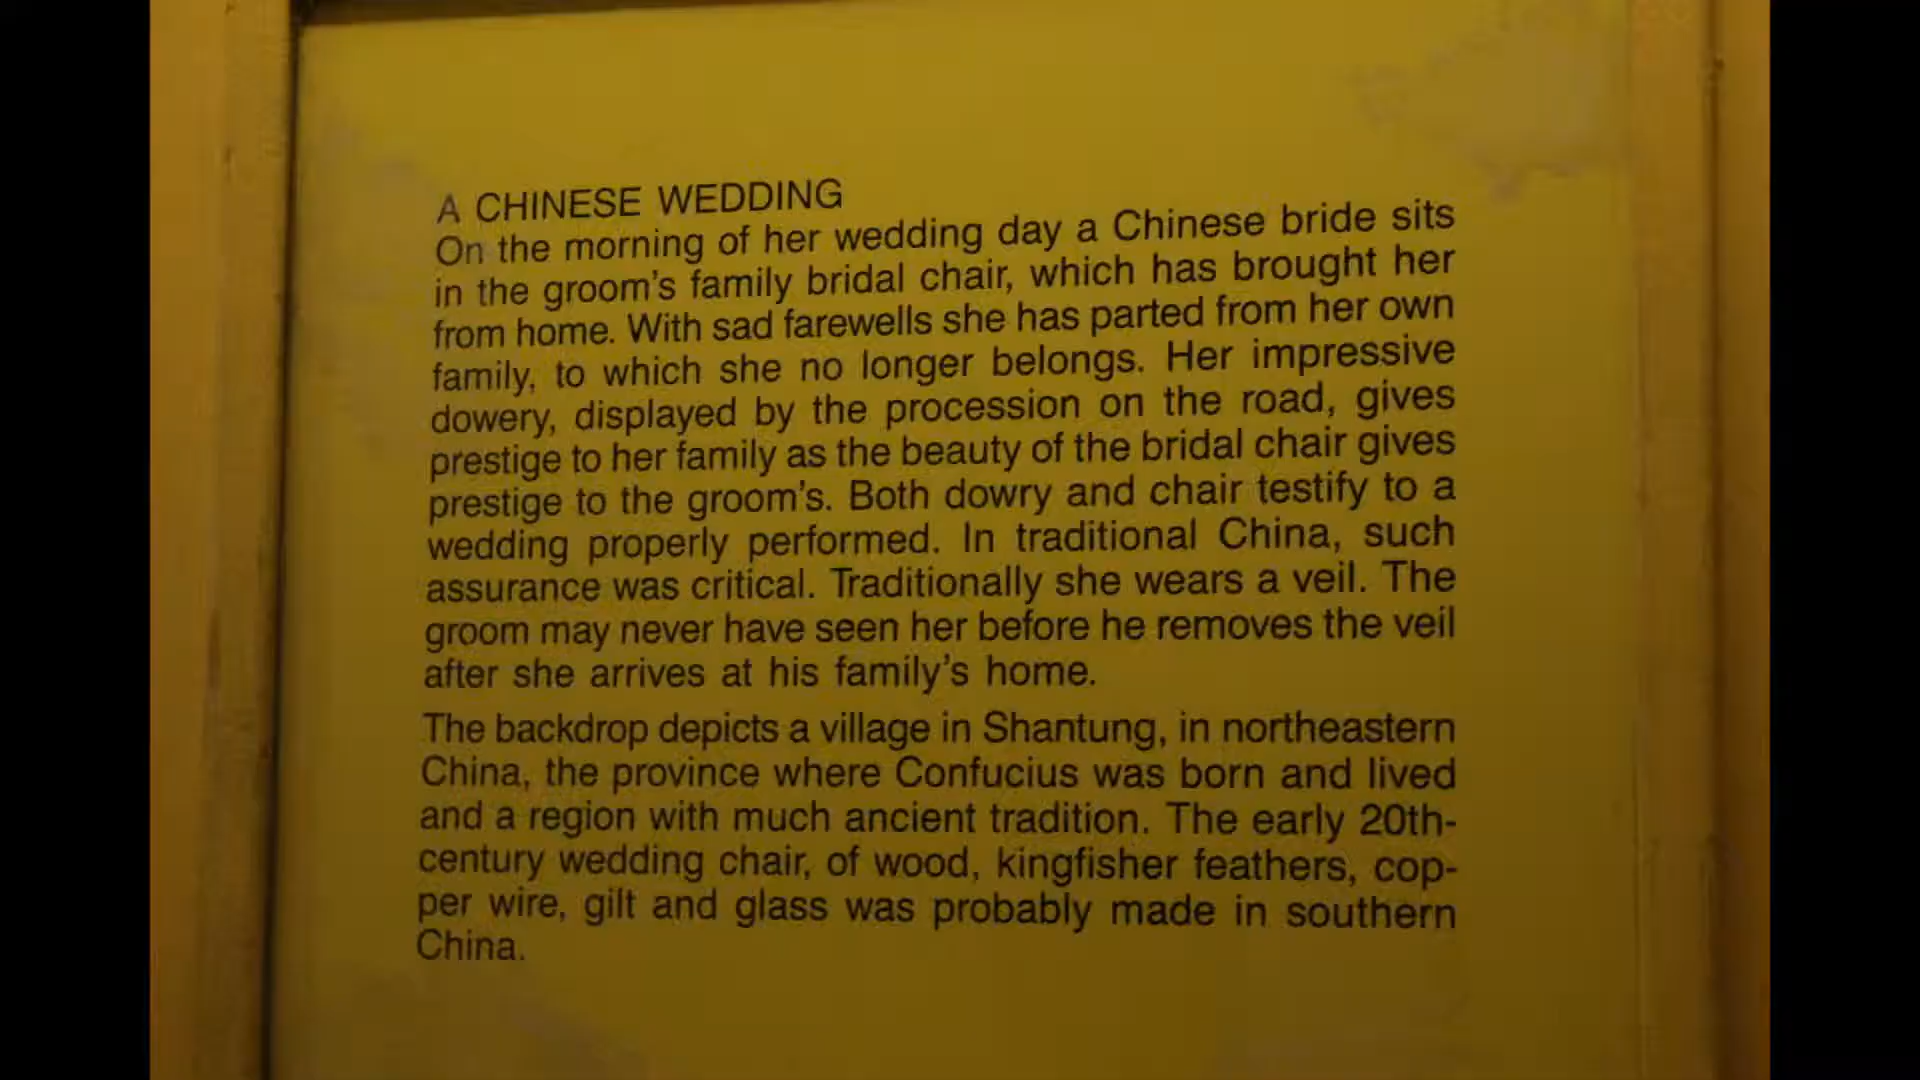 A CHINESE WEDDING
On the morning of her wedding day a Chinese bride sits
in the groom's family bridal chair, which has brought her
from home. With sad farewells she has parted from her own
family, to which she no longer belongs. Her impressive
dowery, displayed by the procession on the road, gives
prestige to her family as the beauty of the bridal chair gives
prestige to the groom's. Both dowry and chair testify to a
wedding properly performed. In traditional China, such
assurance was critical. Traditionally she wears a veil. The
groom may never have seen her before he removes the veil
after she arrives at his family's home.
The backdrop depicts a village in Shantung, in northeastern
China, the province where Confucius was born and lived
and a region with much ancient tradition. The early 20th-
century wedding chair, of wood, kingfisher feathers, cop-
per wire, gilt and glass was probably made in southern
China.